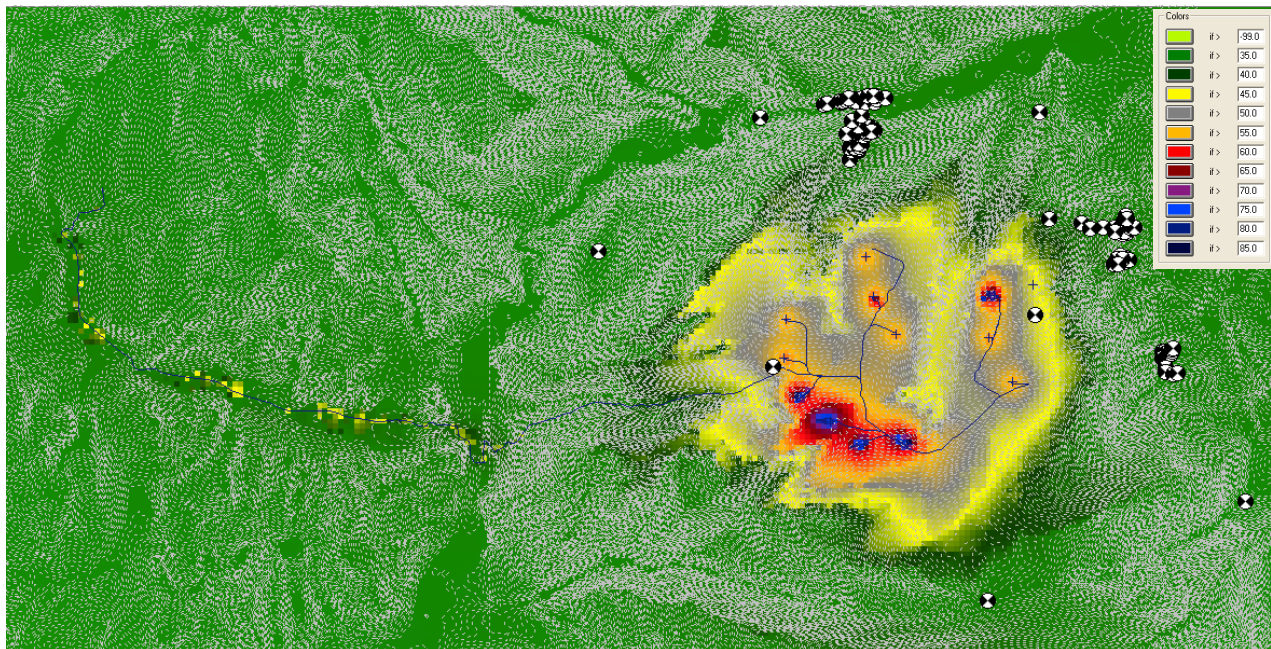 Colors
if > -99.0
if > 35.0
if > 40.0
if > 45.0
if > 50.0
if > 55.0
if > 60.0
if > 65.0
if > 70.0
if > 75.0
if > 80.0
if > 85.0